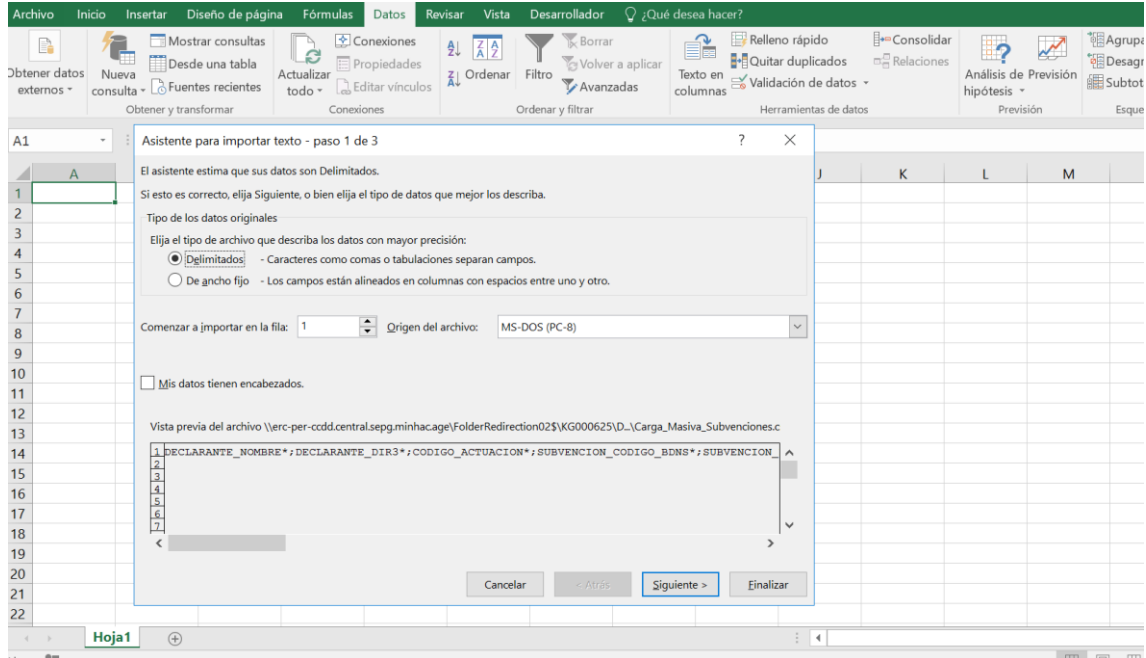 Archivo Inicio Insertar Diseño de página Fórmulas Datos Revisar Vista Desarrollador ¿Qué desea hacer?
Obtener datos externos
Nueva consulta
Mostrar consultas
Desde una tabla
Fuentes recientes
Obtener y transformar
Actualizar todo
Conexiones
Propiedades
Editar vínculos
Conexiones
Ordenar
Filtro
Borrar
Volver a aplicar
Avanzadas
Ordenar y filtrar
Texto en columnas
Relleno rápido
Quitar duplicados
Validación de datos
Consolidar
Relaciones
Herramientas de datos
Análisis de hipótesis
Previsión
Previsión
Agrupa
Desagr
Subtot
Esque
A1
A J K L M
Asistente para importar texto - paso 1 de 3 ?
El asistente estima que sus datos son Delimitados.
Si esto es correcto, elija Siguiente, o bien elija el tipo de datos que mejor los describa.
Tipo de los datos originales
Elija el tipo de archivo que describa los datos con mayor precisión:
Delimitados - Caracteres como comas o tabulaciones separan campos.
De ancho fijo - Los campos están alineados en columnas con espacios entre uno y otro.
Comenzar a importar en la fila: 1 Origen del archivo: MS-DOS (PC-8)
Mis datos tienen encabezados.
Vista previa del archivo \\erc-per-ccdd.central.sepg.minhac.age\FolderRedirection02$\KG000625\D...\Carga_Masiva_Subvenciones.c
1 DECLARANTE_NOMBRE*;DECLARANTE_DIR3*;CODIGO_ACTUACION*;SUBVENCION_CODIGO_BDNS*;SUBVENCION_
2
3
4
5
6
7
Cancelar < Atrás Siguiente > Finalizar
1
2
3
4
5
6
7
8
9
10
11
12
13
14
15
16
17
18
19
20
21
22
Hoja1